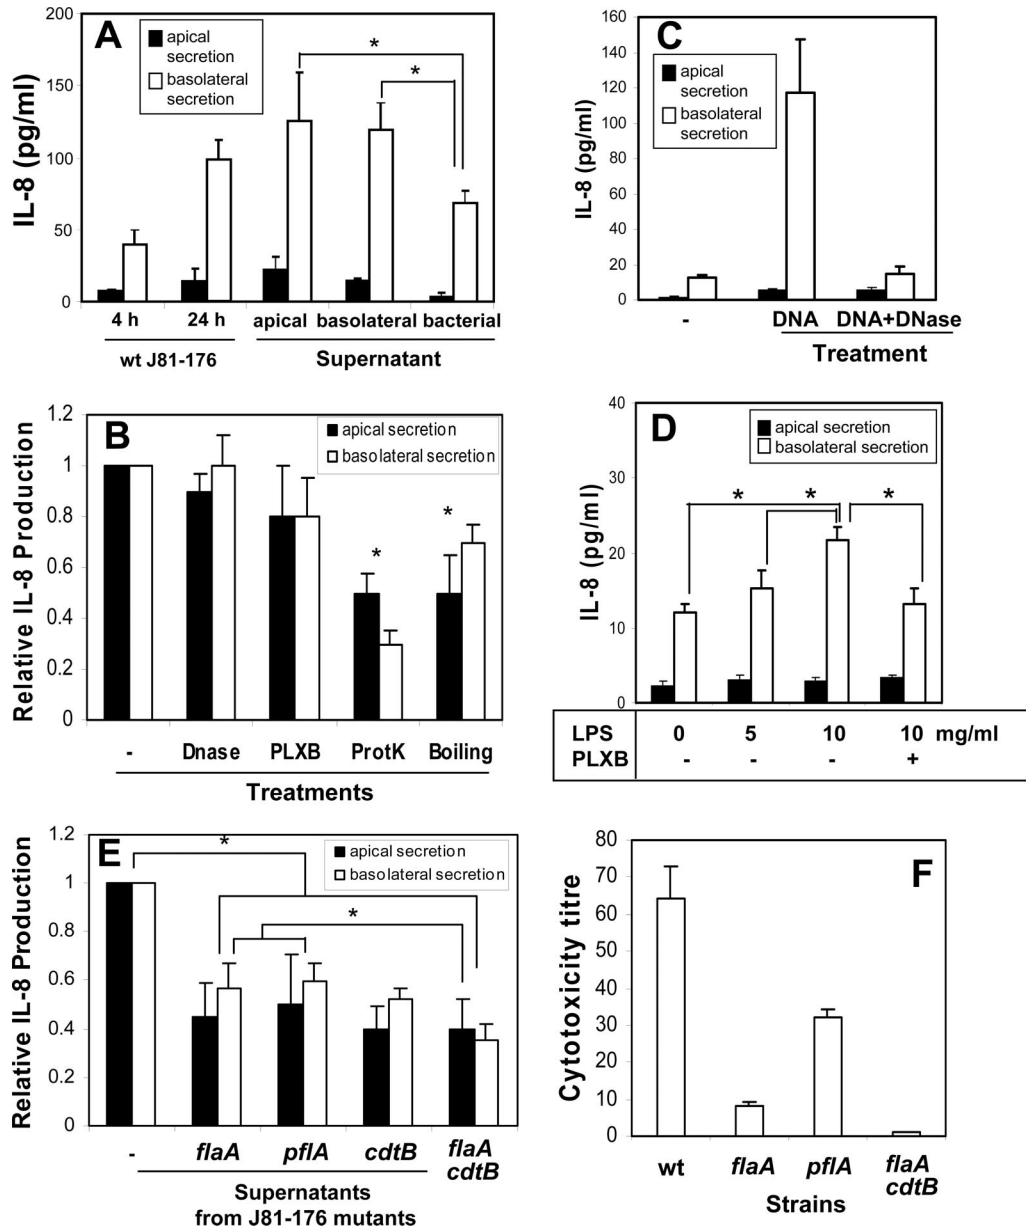 A
IL-8 (pg/ml)
200
150
100
50
0
apical
secretion
basolateral
secretion
*
*
4 h 24 h apical basolateral bacterial
wt J81-176 Supernatant
C
IL-8 (pg/ml)
160
140
120
100
80
60
40
20
0
apical
secretion
basolateral
secretion
- DNA DNA+DNase
Treatment
B
Relative IL-8 Production
1.2
1
0.8
0.6
0.4
0.2
0
apical secretion
basolateral secretion
*
*
- Dnase PLXB ProtK Boiling
Treatments
D
IL-8 (pg/ml)
40
30
20
10
0
apical secretion
basolateral secretion
* * *
LPS 0 5 10 10 mg/ml
PLXB - - - +
E
Relative IL-8 Production
1.2
1
0.8
0.6
0.4
0.2
0
apical secretion
basolateral secretion
*
*
- flaA pflA cdtB flaA
cdtB
Supernatants
from J81-176 mutants
F
Cytotoxicity titre
80
70
60
50
40
30
20
10
0
wt flaA pflA flaA
cdtB
Strains